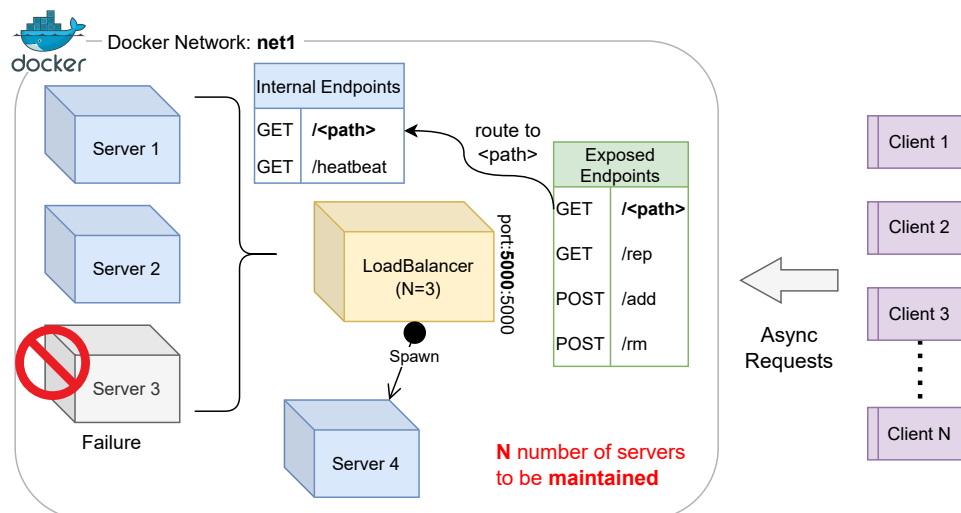 docker
Docker Network: net1
Server 1
Server 2
Server 3
Failure
Internal Endpoints
GET /<path>
GET /heatbeat
route to
<path>
Exposed
Endpoints
GET /<path>
GET /rep
POST /add
POST /rm
LoadBalancer
(N=3)
port:5000:5000
Spawn
Server 4
N number of servers
to be maintained
Async
Requests
Client 1
Client 2
Client 3
Client N